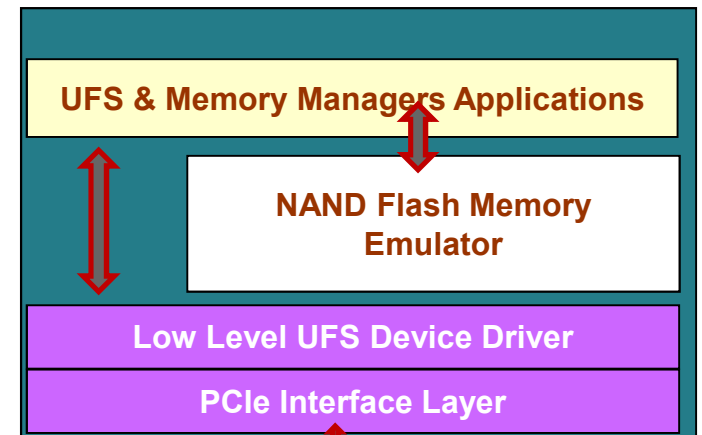 UFS & Memory Managers Applications
NAND Flash Memory
Emulator
Low Level UFS Device Driver
PCIe Interface Layer